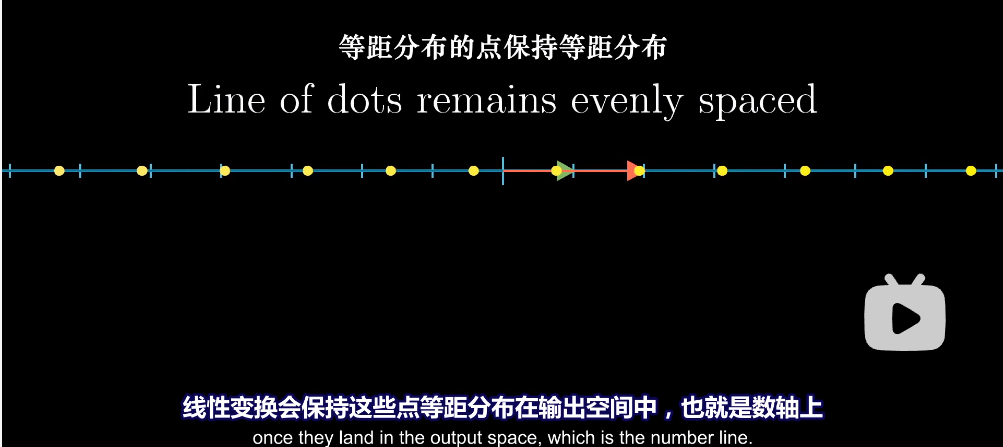 等距分布的点保持等距分布
Line of dots remains evenly spaced
线性变换会保持这些点等距分布在输出空间中，也就是数轴上
once they land in the output space, which is the number line.